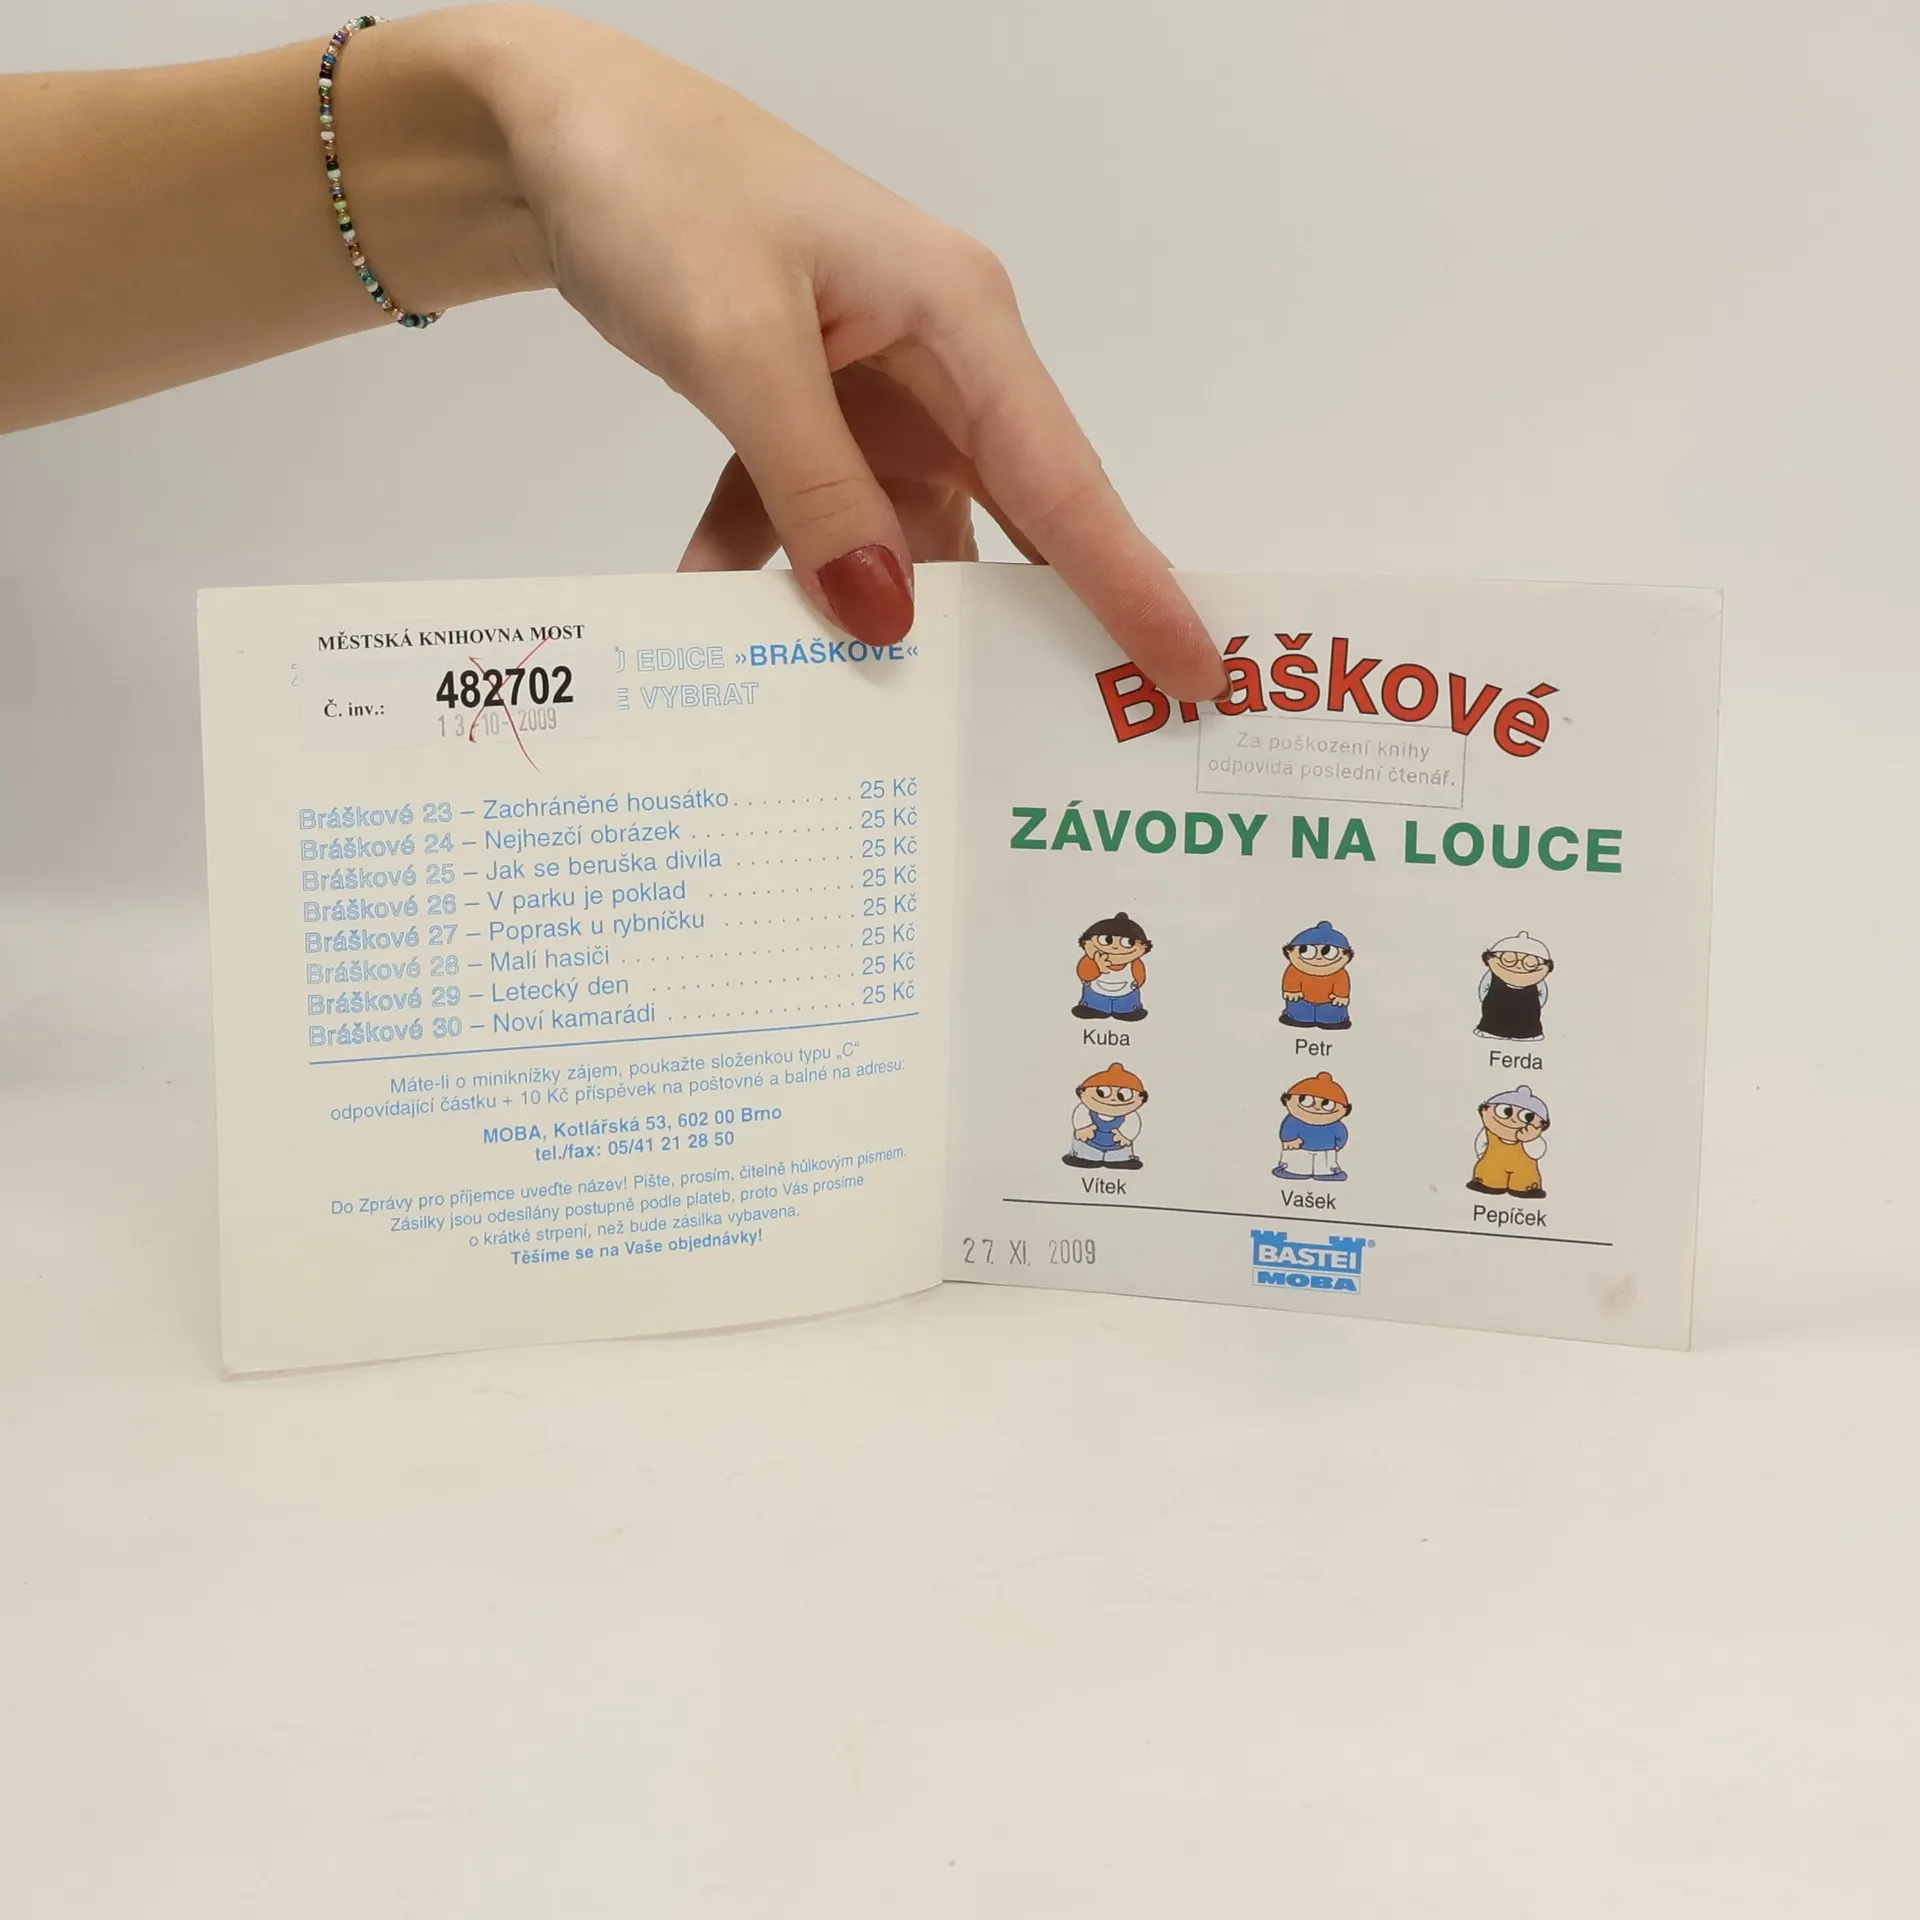 MĚSTSKÁ KNIHOVNA MOST
Č. inv.: 482702
13 -10- 2009
EDICE »BRÁŠKOVÉ«
VYBRAT
Bráškové 23 – Zachráněné housátko. . . . . . . . . 25 Kč
Bráškové 24 – Nejhezčí obrázek . . . . . . . . . . . . 25 Kč
Bráškové 25 – Jak se beruška divila . . . . . . . . . 25 Kč
Bráškové 26 – V parku je poklad . . . . . . . . . . . 25 Kč
Bráškové 27 – Poprask u rybníčku . . . . . . . . . . 25 Kč
Bráškové 28 – Malí hasiči . . . . . . . . . . . . . . . . . 25 Kč
Bráškové 29 – Letecký den . . . . . . . . . . . . . . . 25 Kč
Bráškové 30 – Noví kamarádi . . . . . . . . . . . . . . 25 Kč
Máte-li o miniknížky zájem, poukažte složenkou typu „C“
odpovídající částku + 10 Kč příspěvek na poštovné a balné na adresu:
MOBA, Kotlářská 53, 602 00 Brno
tel./fax: 05/41 21 28 50
Do Zprávy pro příjemce uveďte název! Pište, prosím, čitelně hůlkovým písmem.
Zásilky jsou odesílány postupně podle plateb, proto Vás prosíme
o krátké strpení, než bude zásilka vybavena.
Těšíme se na Vaše objednávky!
Bráškové
Za poškození knihy
odpovídá poslední čtenář.
ZÁVODY NA LOUCE
Kuba
Petr
Ferda
Vítek
Vašek
Pepíček
27. XI. 2009
BASTEI®
MOBA